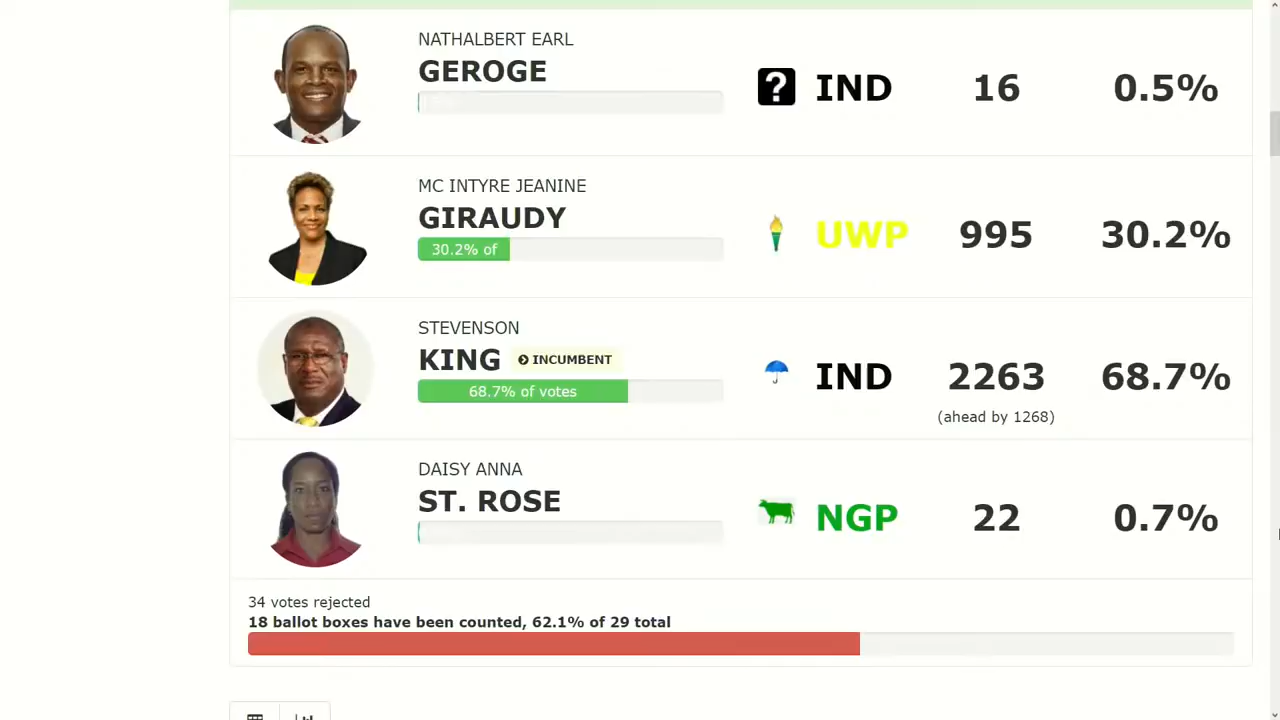 NATHALBERT EARL
GEROGE
? IND 16 0.5%
MC INTYRE JEANINE
GIRAUDY
30.2% of
UWP 995 30.2%
STEVENSON
KING INCUMBENT
68.7% of votes
IND 2263 68.7%
(ahead by 1268)
DAISY ANNA
ST. ROSE
NGP 22 0.7%
34 votes rejected
18 ballot boxes have been counted, 62.1% of 29 total